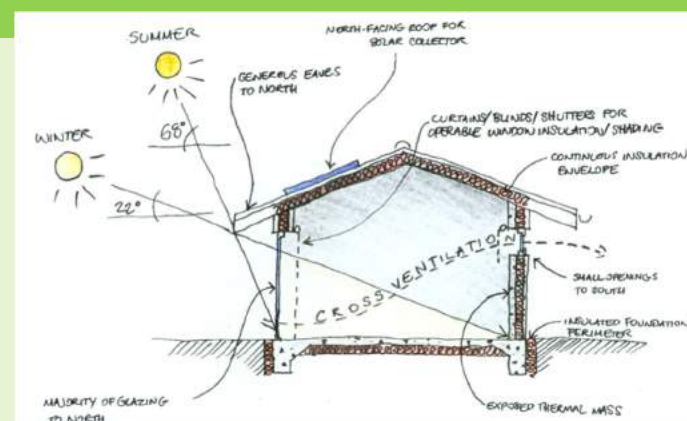 SUMMER
NORTH-FACING ROOF FOR
SOLAR COLLECTOR
GENEROUS EAVES
TO NORTH
CURTAINS/BLINDS/SHUTTERS FOR
OPERABLE WINDOW INSULATION/SHADING
WINTER
68°
CONTINUOUS INSULATION
ENVELOPE
22°
CROSS VENTILATION
SMALL OPENINGS
TO SOUTH
INSULATED FOUNDATION
PERIMETER
MAJORITY OF GLAZING
TO NORTH
EXPOSED THERMAL MASS